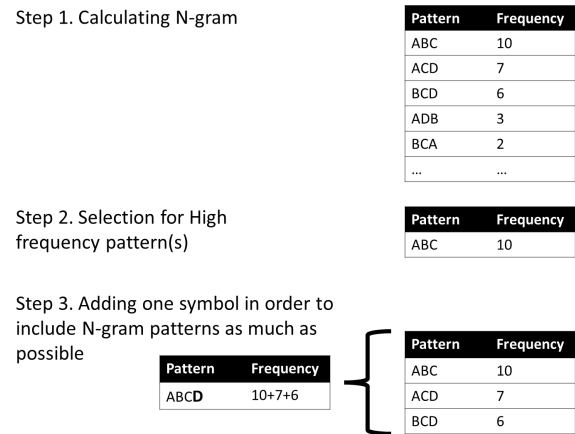 Step 1. Calculating N-gram
Pattern Frequency
ABC 10
ACD 7
BCD 6
ADB 3
BCA 2
... ...
Step 2. Selection for High
frequency pattern(s)
Pattern Frequency
ABC 10
Step 3. Adding one symbol in order to
include N-gram patterns as much as
possible
Pattern Frequency
ABCD 10+7+6
Pattern Frequency
ABC 10
ACD 7
BCD 6